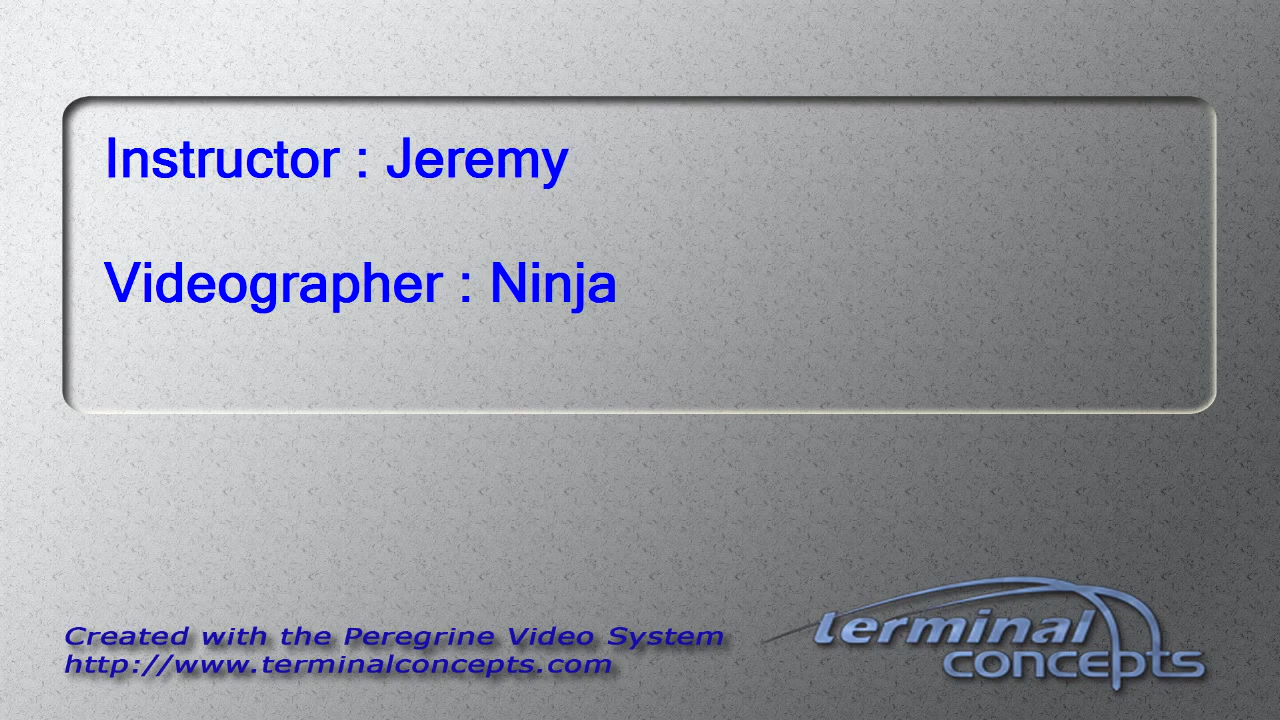 Instructor : Jeremy
Videographer : Ninja
Created with the Peregrine Video System
http://www.terminalconcepts.com
terminal
concepts